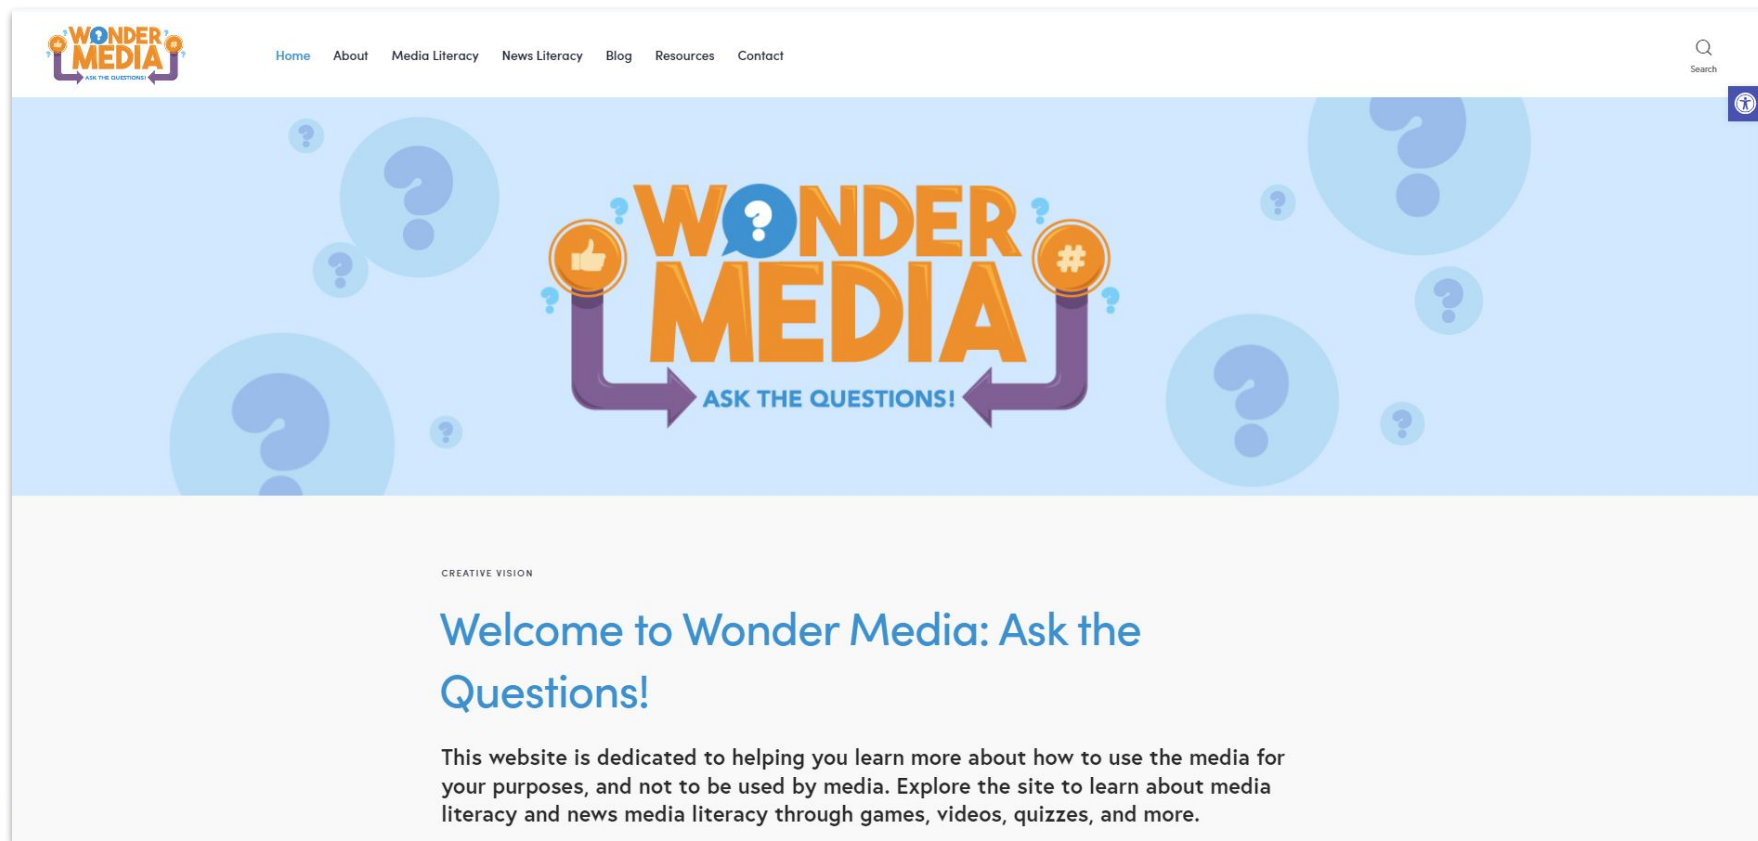 WONDER
MEDIA
ASK THE QUESTIONS!
Home About Media Literacy News Literacy Blog Resources Contact
Search
WONDER
MEDIA
#
ASK THE QUESTIONS!
CREATIVE VISION
Welcome to Wonder Media: Ask the
Questions!
This website is dedicated to helping you learn more about how to use the media for
your purposes, and not to be used by media. Explore the site to learn about media
literacy and news media literacy through games, videos, quizzes, and more.